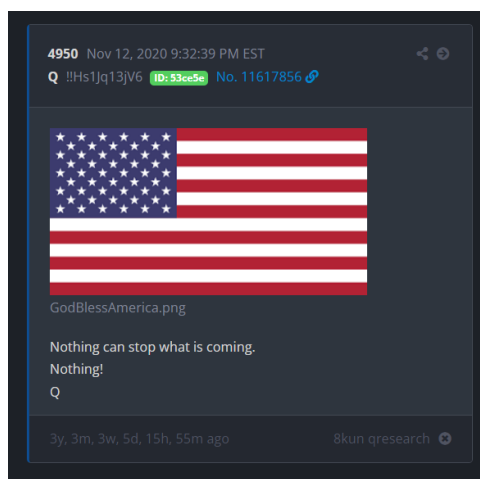 4950 Nov 12, 2020 9:32:39 PM EST
Q !!Hs1Jq13jV6 ID: 53ce5e No. 11617856
GodBlessAmerica.png
Nothing can stop what is coming.
Nothing!
Q
3y, 3m, 3w, 5d, 15h, 55m ago 8kun qresearch